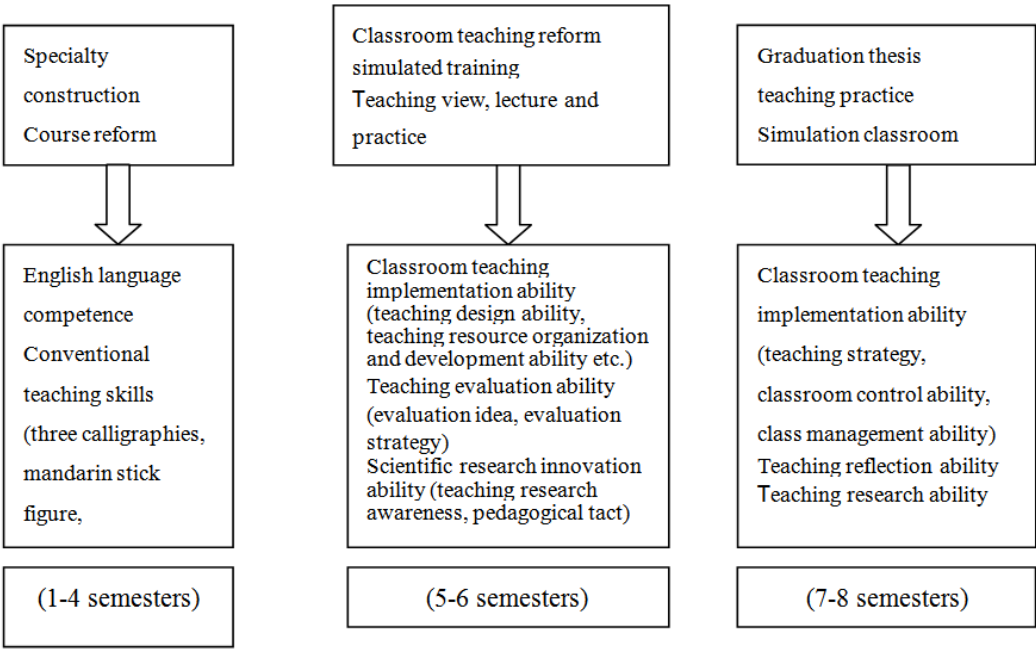 Specialty
construction
Course reform
Classroom teaching reform
simulated training
Teaching view, lecture and
practice
Graduation thesis
teaching practice
Simulation classroom
English language
competence
Conventional
teaching skills
(three calligraphies,
mandarin stick
figure,
Classroom teaching
implementation ability
(teaching design ability,
teaching resource organization
and development ability etc.)
Teaching evaluation ability
(evaluation idea, evaluation
strategy)
Scientific research innovation
ability (teaching research
awareness, pedagogical tact)
Classroom teaching
implementation ability
(teaching strategy,
classroom control ability,
class management ability)
Teaching reflection ability
Teaching research ability
(1-4 semesters)
(5-6 semesters)
(7-8 semesters)